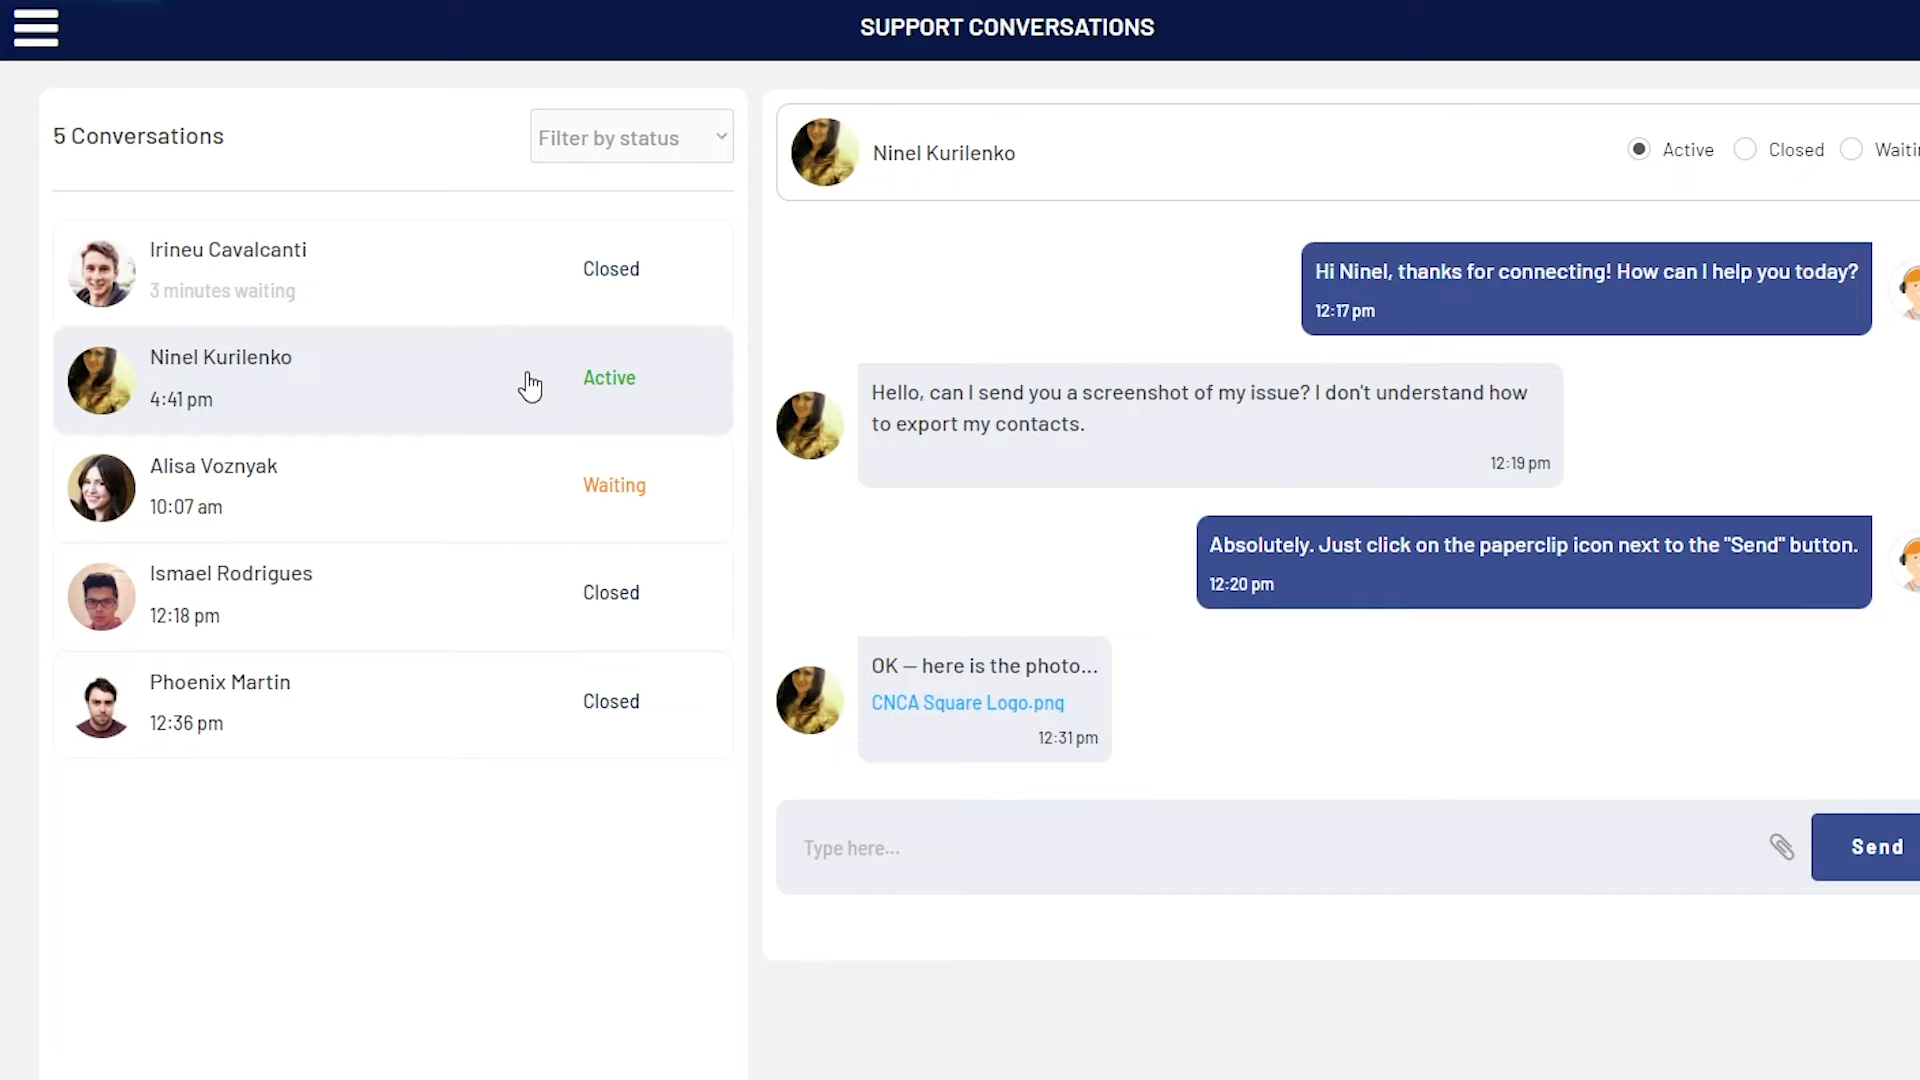 SUPPORT CONVERSATIONS
5 Conversations
Filter by status
Irineu Cavalcanti
3 minutes waiting
Closed
Ninel Kurilenko
4:41 pm
Active
Alisa Voznyak
10:07 am
Waiting
Ismael Rodrigues
12:18 pm
Closed
Phoenix Martin
12:36 pm
Closed
Ninel Kurilenko
Active
Closed
Waitin
Hi Ninel, thanks for connecting! How can I help you today?
12:17 pm
Hello, can I send you a screenshot of my issue? I don't understand how
to export my contacts.
12:19 pm
Absolutely. Just click on the paperclip icon next to the "Send" button.
12:20 pm
OK — here is the photo...
CNCA Square Logo.png
12:31 pm
Type here...
Send